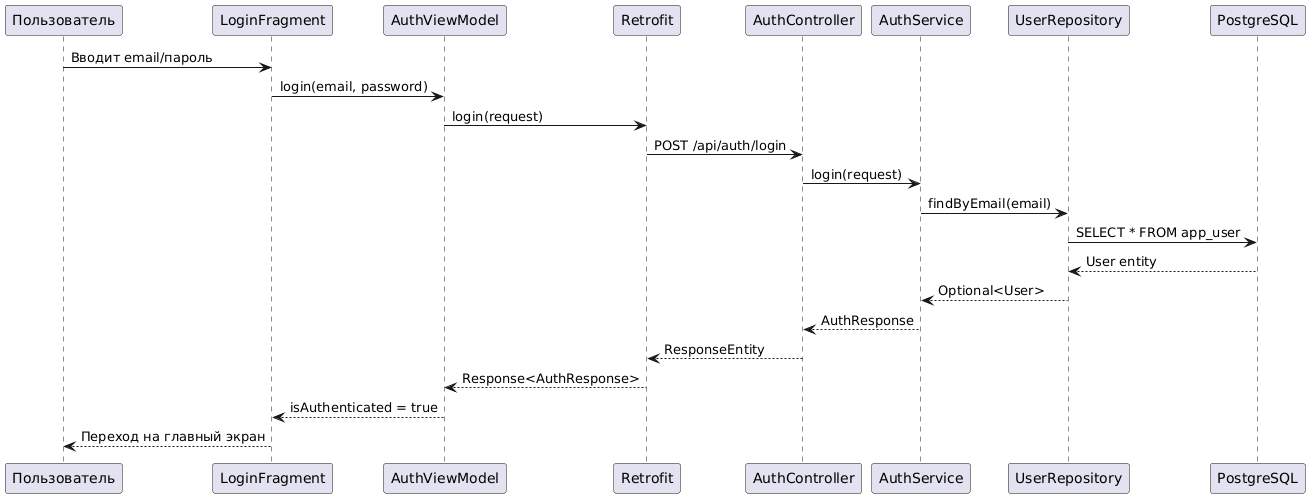 Пользователь LoginFragment AuthViewModel Retrofit AuthController AuthService UserRepository PostgreSQL
Вводит email/пароль
login(email, password)
login(request)
POST /api/auth/login
login(request)
findByEmail(email)
SELECT * FROM app_user
User entity
Optional<User>
AuthResponse
ResponseEntity
Response<AuthResponse>
isAuthenticated = true
Переход на главный экран
Пользователь LoginFragment AuthViewModel Retrofit AuthController AuthService UserRepository PostgreSQL